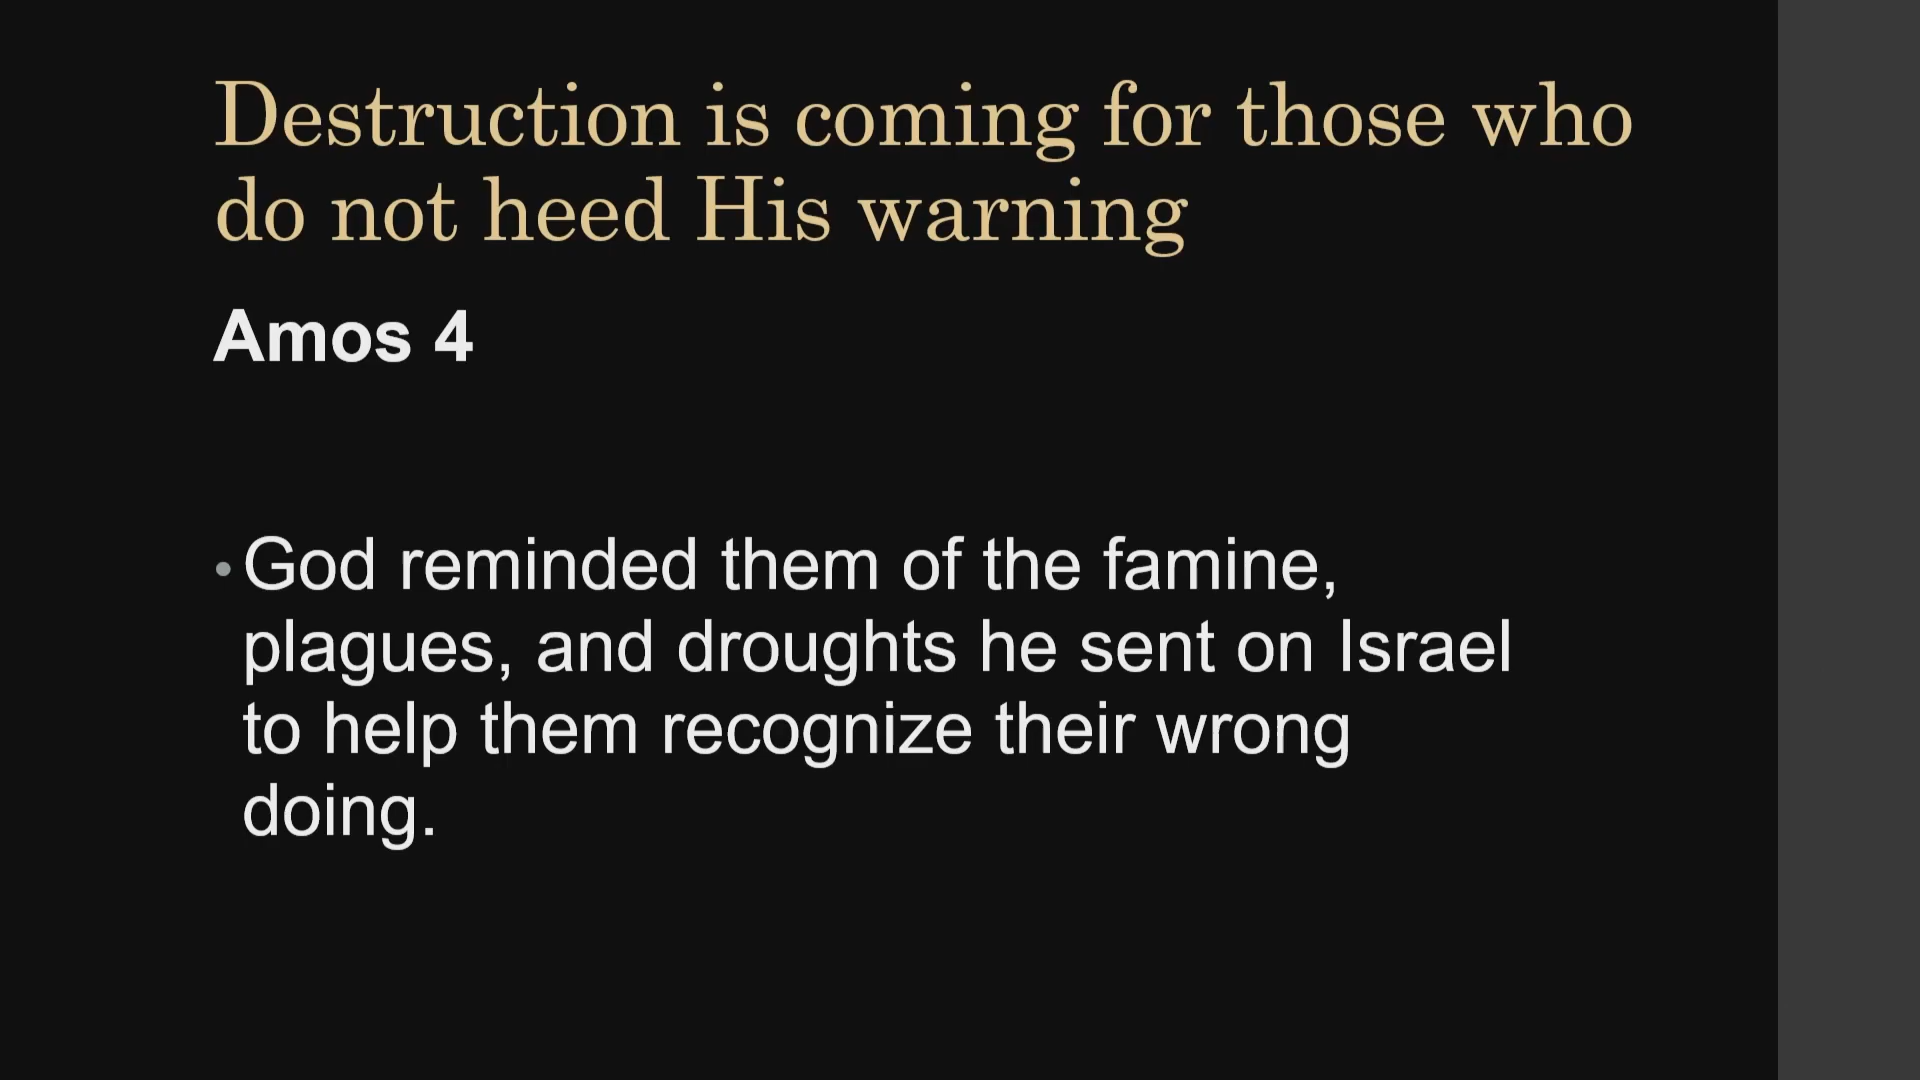 Destruction is coming for those who
do not heed His warning
Amos 4
• God reminded them of the famine,
plagues, and droughts he sent on Israel
to help them recognize their wrong
doing.